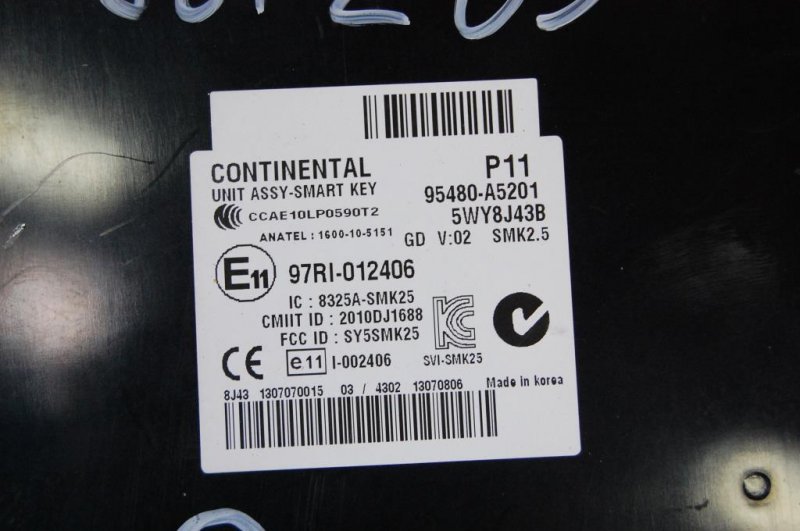 CONTINENTAL P11
UNIT ASSY-SMART KEY 95480-A5201
CCAE10LP0590T2 5WY8J43B
ANATEL : 1600-10-5151 GD V:02 SMK2.5
E11 97RI-012406
IC : 8325A-SMK25
CMIIT ID : 2010DJ1688
FCC ID : SY5SMK25
CE e11 I-002406 SVI-SMK25
8J43 1307070015 03 / 4302 13070806 Made in korea